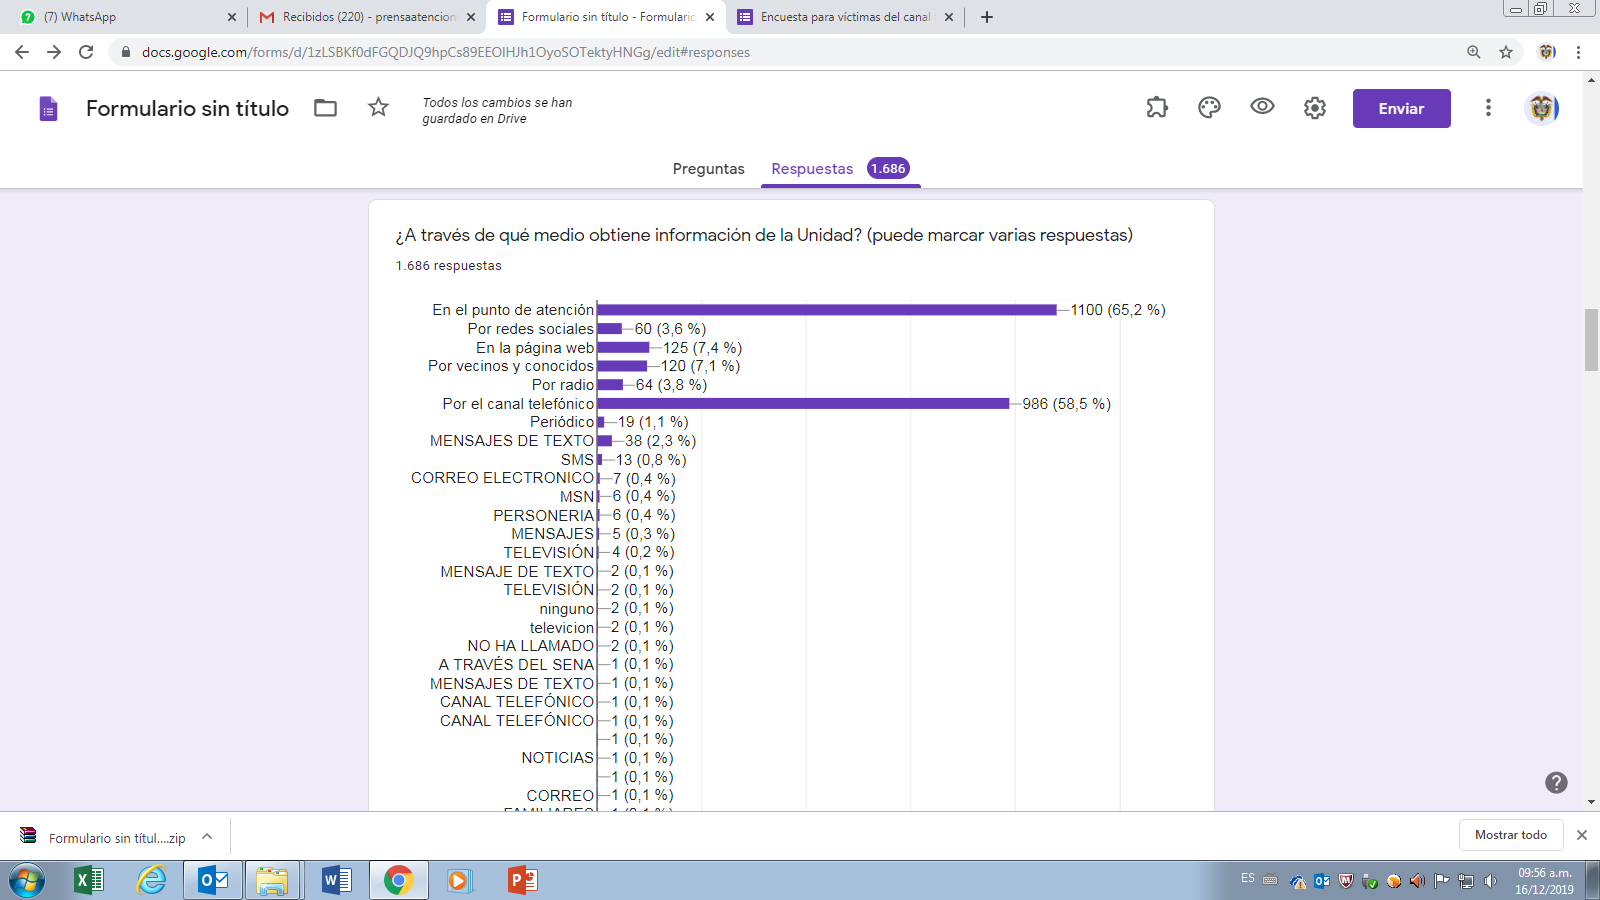 (7) WhatsApp
Recibidos (220) - prensaatencion
Formulario sin título - Formulario
Encuesta para víctimas del canal
docs.google.com/forms/d/1zLSBKf0dFGQDJQ9hpCs89EEOIHJh1OyoSOTektyHNGg/edit#responses
Formulario sin título
Todos los cambios se han
guardado en Drive
Enviar
Preguntas
Respuestas 1.686
¿A través de qué medio obtiene información de la Unidad? (puede marcar varias respuestas)
1.686 respuestas
En el punto de atención 1100 (65,2 %)
Por redes sociales 60 (3,6 %)
En la página web 125 (7,4 %)
Por vecinos y conocidos 120 (7,1 %)
Por radio 64 (3,8 %)
Por el canal telefónico 986 (58,5 %)
Periódico 19 (1,1 %)
MENSAJES DE TEXTO 38 (2,3 %)
SMS 13 (0,8 %)
CORREO ELECTRONICO 7 (0,4 %)
MSN 6 (0,4 %)
PERSONERIA 6 (0,4 %)
MENSAJES 5 (0,3 %)
TELEVISIÓN 4 (0,2 %)
MENSAJE DE TEXTO 2 (0,1 %)
TELEVISIÓN 2 (0,1 %)
ninguno 2 (0,1 %)
television 2 (0,1 %)
NO HA LLAMADO 2 (0,1 %)
A TRAVÉS DEL SENA 1 (0,1 %)
MENSAJES DE TEXTO 1 (0,1 %)
CANAL TELEFÓNICO 1 (0,1 %)
CANAL TELEFÓNICO 1 (0,1 %)
1 (0,1 %)
NOTICIAS 1 (0,1 %)
1 (0,1 %)
CORREO 1 (0,1 %)
FAMILIARES 1 (0,1 %)
Formulario sin títul....zip
Mostrar todo
ES
09:56 a.m.
16/12/2019